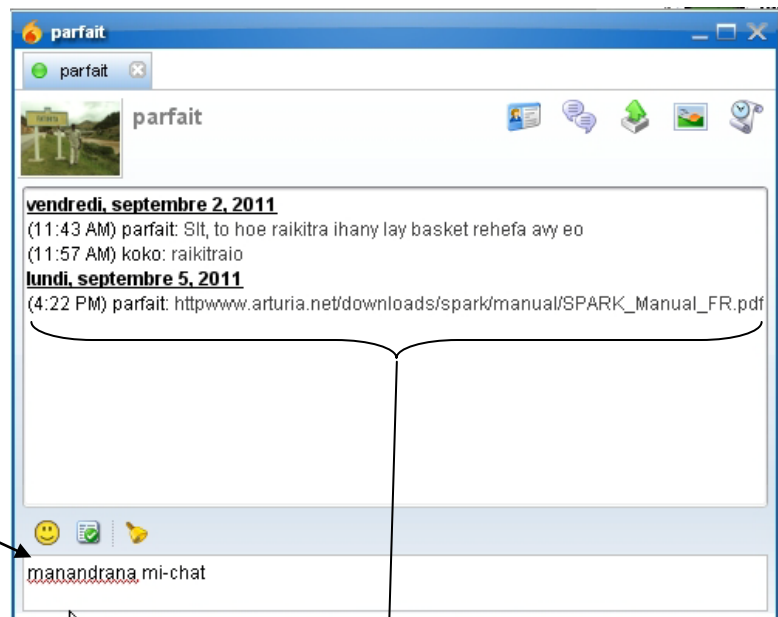 parfait
parfait
parfait
vendredi, septembre 2, 2011
(11:43 AM) parfait: Slt, to hoe raikitra ihany lay basket rehefa avy eo
(11:57 AM) koko: raikitraio
lundi, septembre 5, 2011
(4:22 PM) parfait: httpwww.arturia.net/downloads/spark/manual/SPARK_Manual_FR.pdf
manandrana mi-chat